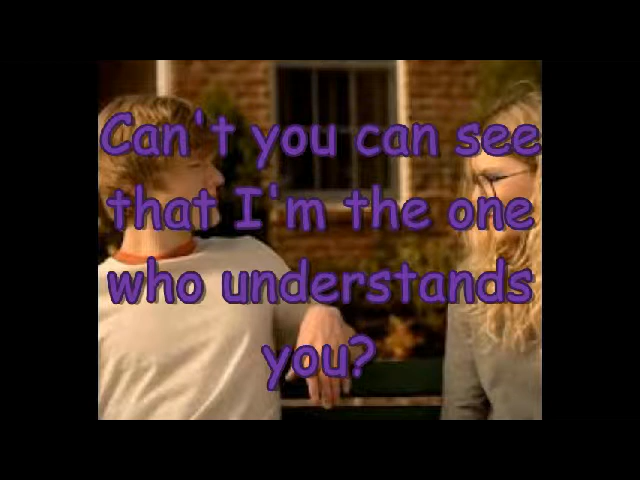 Can't you can see
that I'm the one
who understands
you?